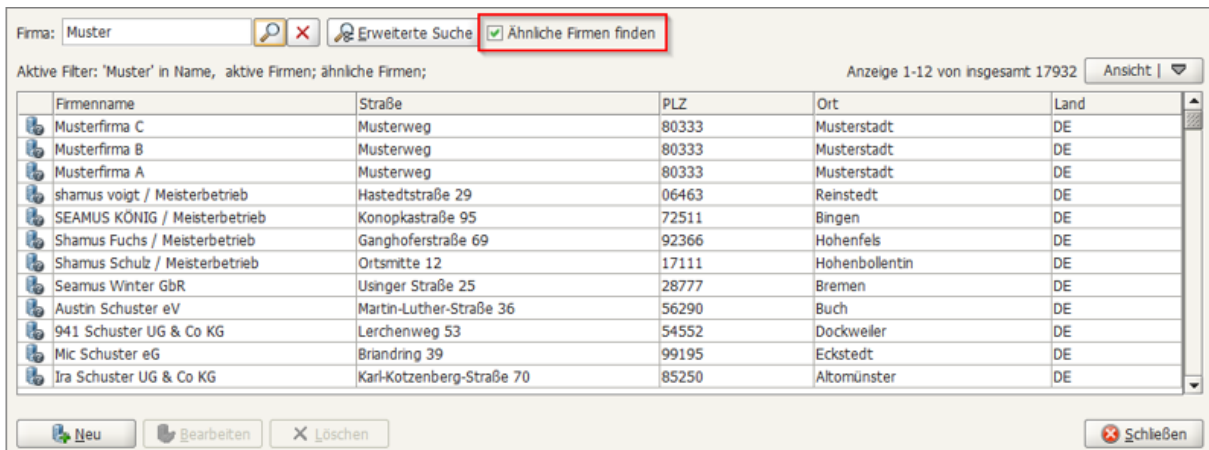 Firma: Muster Erweiterte Suche Ähnliche Firmen finden
Aktive Filter: 'Muster' in Name, aktive Firmen; ähnliche Firmen; Anzeige 1-12 von insgesamt 17932 Ansicht |
Firmenname Straße PLZ Ort Land
Musterfirma C Musterweg 80333 Musterstadt DE
Musterfirma B Musterweg 80333 Musterstadt DE
Musterfirma A Musterweg 80333 Musterstadt DE
shamus voigt / Meisterbetrieb Hastedtstraße 29 06463 Reinstedt DE
SEAMUS KÖNIG / Meisterbetrieb Konopkastraße 95 72511 Bingen DE
Shamus Fuchs / Meisterbetrieb Ganghoferstraße 69 92366 Hohenfels DE
Shamus Schulz / Meisterbetrieb Ortsmitte 12 17111 Hohenbollentin DE
Seamus Winter GbR Usinger Straße 25 28777 Bremen DE
Austin Schuster eV Martin-Luther-Straße 36 56290 Buch DE
941 Schuster UG & Co KG Lerchenweg 53 54552 Dockweiler DE
Mic Schuster eG Briandring 39 99195 Eckstedt DE
Ira Schuster UG & Co KG Karl-Kotzenberg-Straße 70 85250 Altomünster DE
Neu Bearbeiten Löschen Schließen